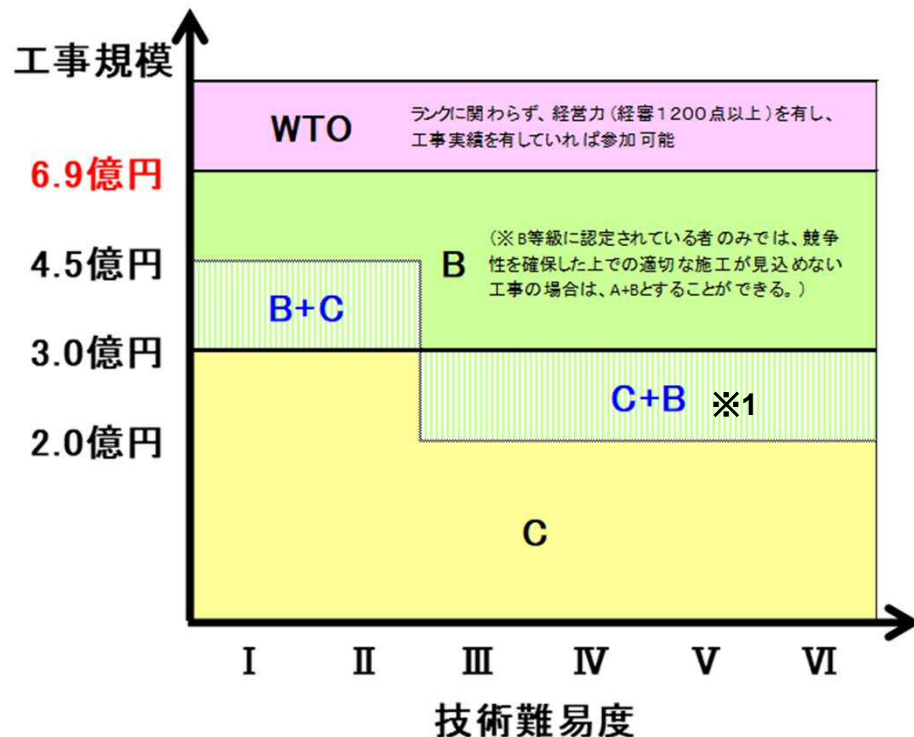 工事規模
WTO
ランクに関わらず、経営力（経審1200点以上）を有し、
工事実績を有していれば参加可能
6.9億円
4.5億円
B
（※B等級に認定されている者のみでは、競争
性を確保した上での適切な施工が見込めない
工事の場合は、A+Bとすることができる。）
B+C
3.0億円
C+B ※1
2.0億円
C
Ⅰ Ⅱ Ⅲ Ⅳ Ⅴ Ⅵ
技術難易度